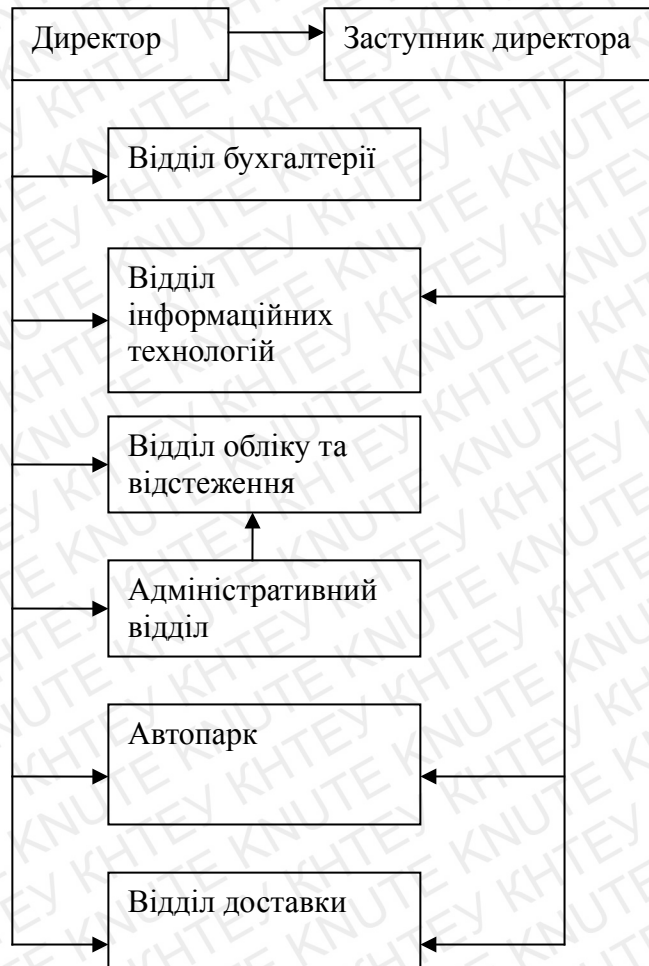 Директор
Заступник директора
Відділ бухгалтерії
Відділ
інформаційних
технологій
Відділ обліку та
відстеження
Адміністративний
відділ
Автопарк
Відділ доставки